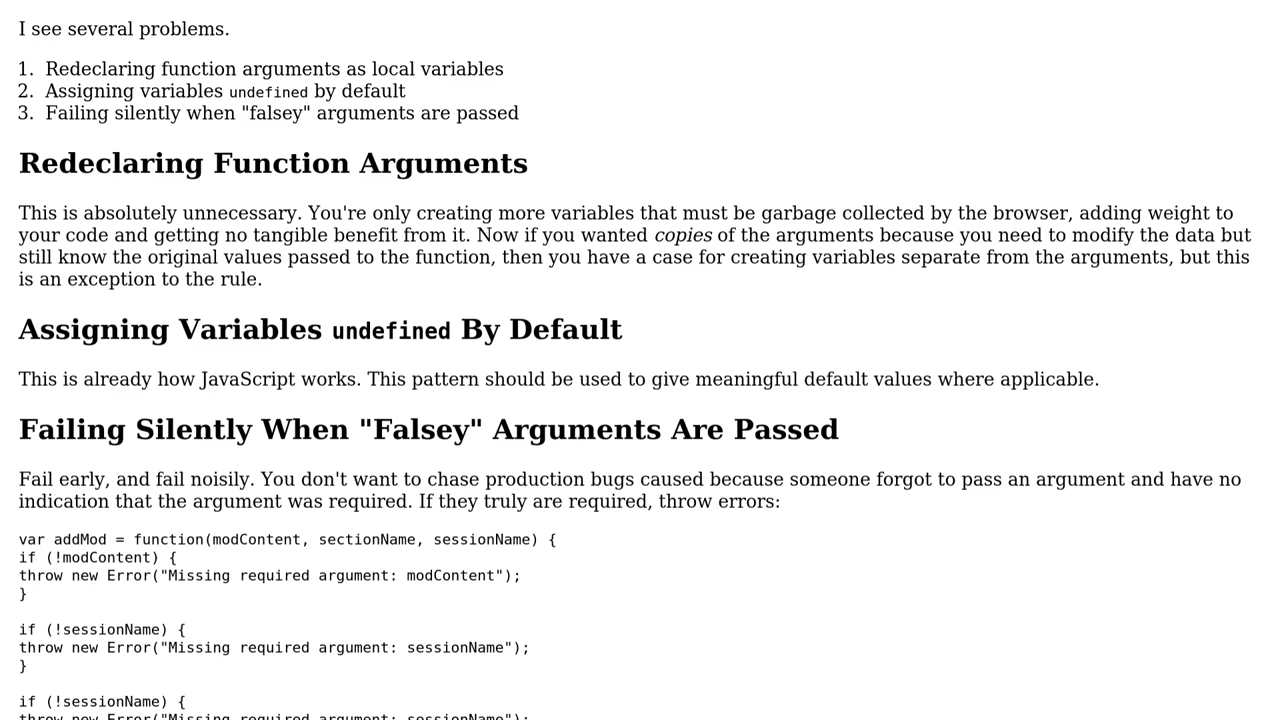 I see several problems.
1. Redeclaring function arguments as local variables
2. Assigning variables undefined by default
3. Failing silently when "falsey" arguments are passed
Redeclaring Function Arguments
This is absolutely unnecessary. You're only creating more variables that must be garbage collected by the browser, adding weight to
your code and getting no tangible benefit from it. Now if you wanted copies of the arguments because you need to modify the data but
still know the original values passed to the function, then you have a case for creating variables separate from the arguments, but this
is an exception to the rule.
Assigning Variables undefined By Default
This is already how JavaScript works. This pattern should be used to give meaningful default values where applicable.
Failing Silently When "Falsey" Arguments Are Passed
Fail early, and fail noisily. You don't want to chase production bugs caused because someone forgot to pass an argument and have no
indication that the argument was required. If they truly are required, throw errors:
var addMod = function(modContent, sectionName, sessionName) {
if (!modContent) {
throw new Error("Missing required argument: modContent");
}
if (!sessionName) {
throw new Error("Missing required argument: sessionName");
}
if (!sessionName) {
throw new Error("Missing required argument: sessionName");